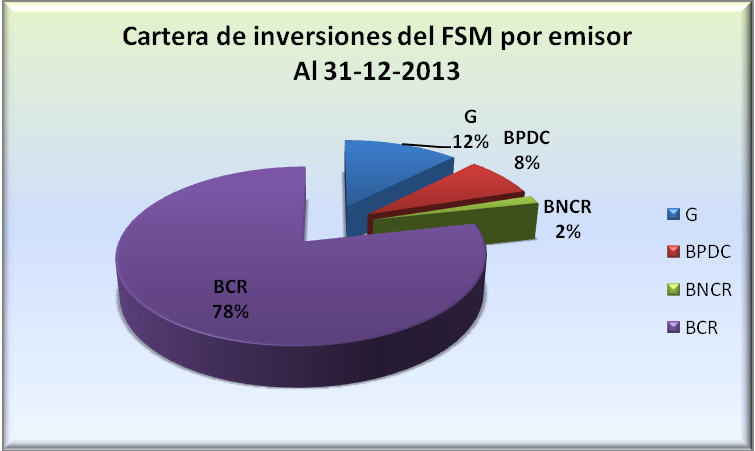 Cartera de inversiones del FSM por emisor
Al 31-12-2013
G
12%
BPDC
8%
BNCR
2%
BCR
78%
G
BPDC
BNCR
BCR